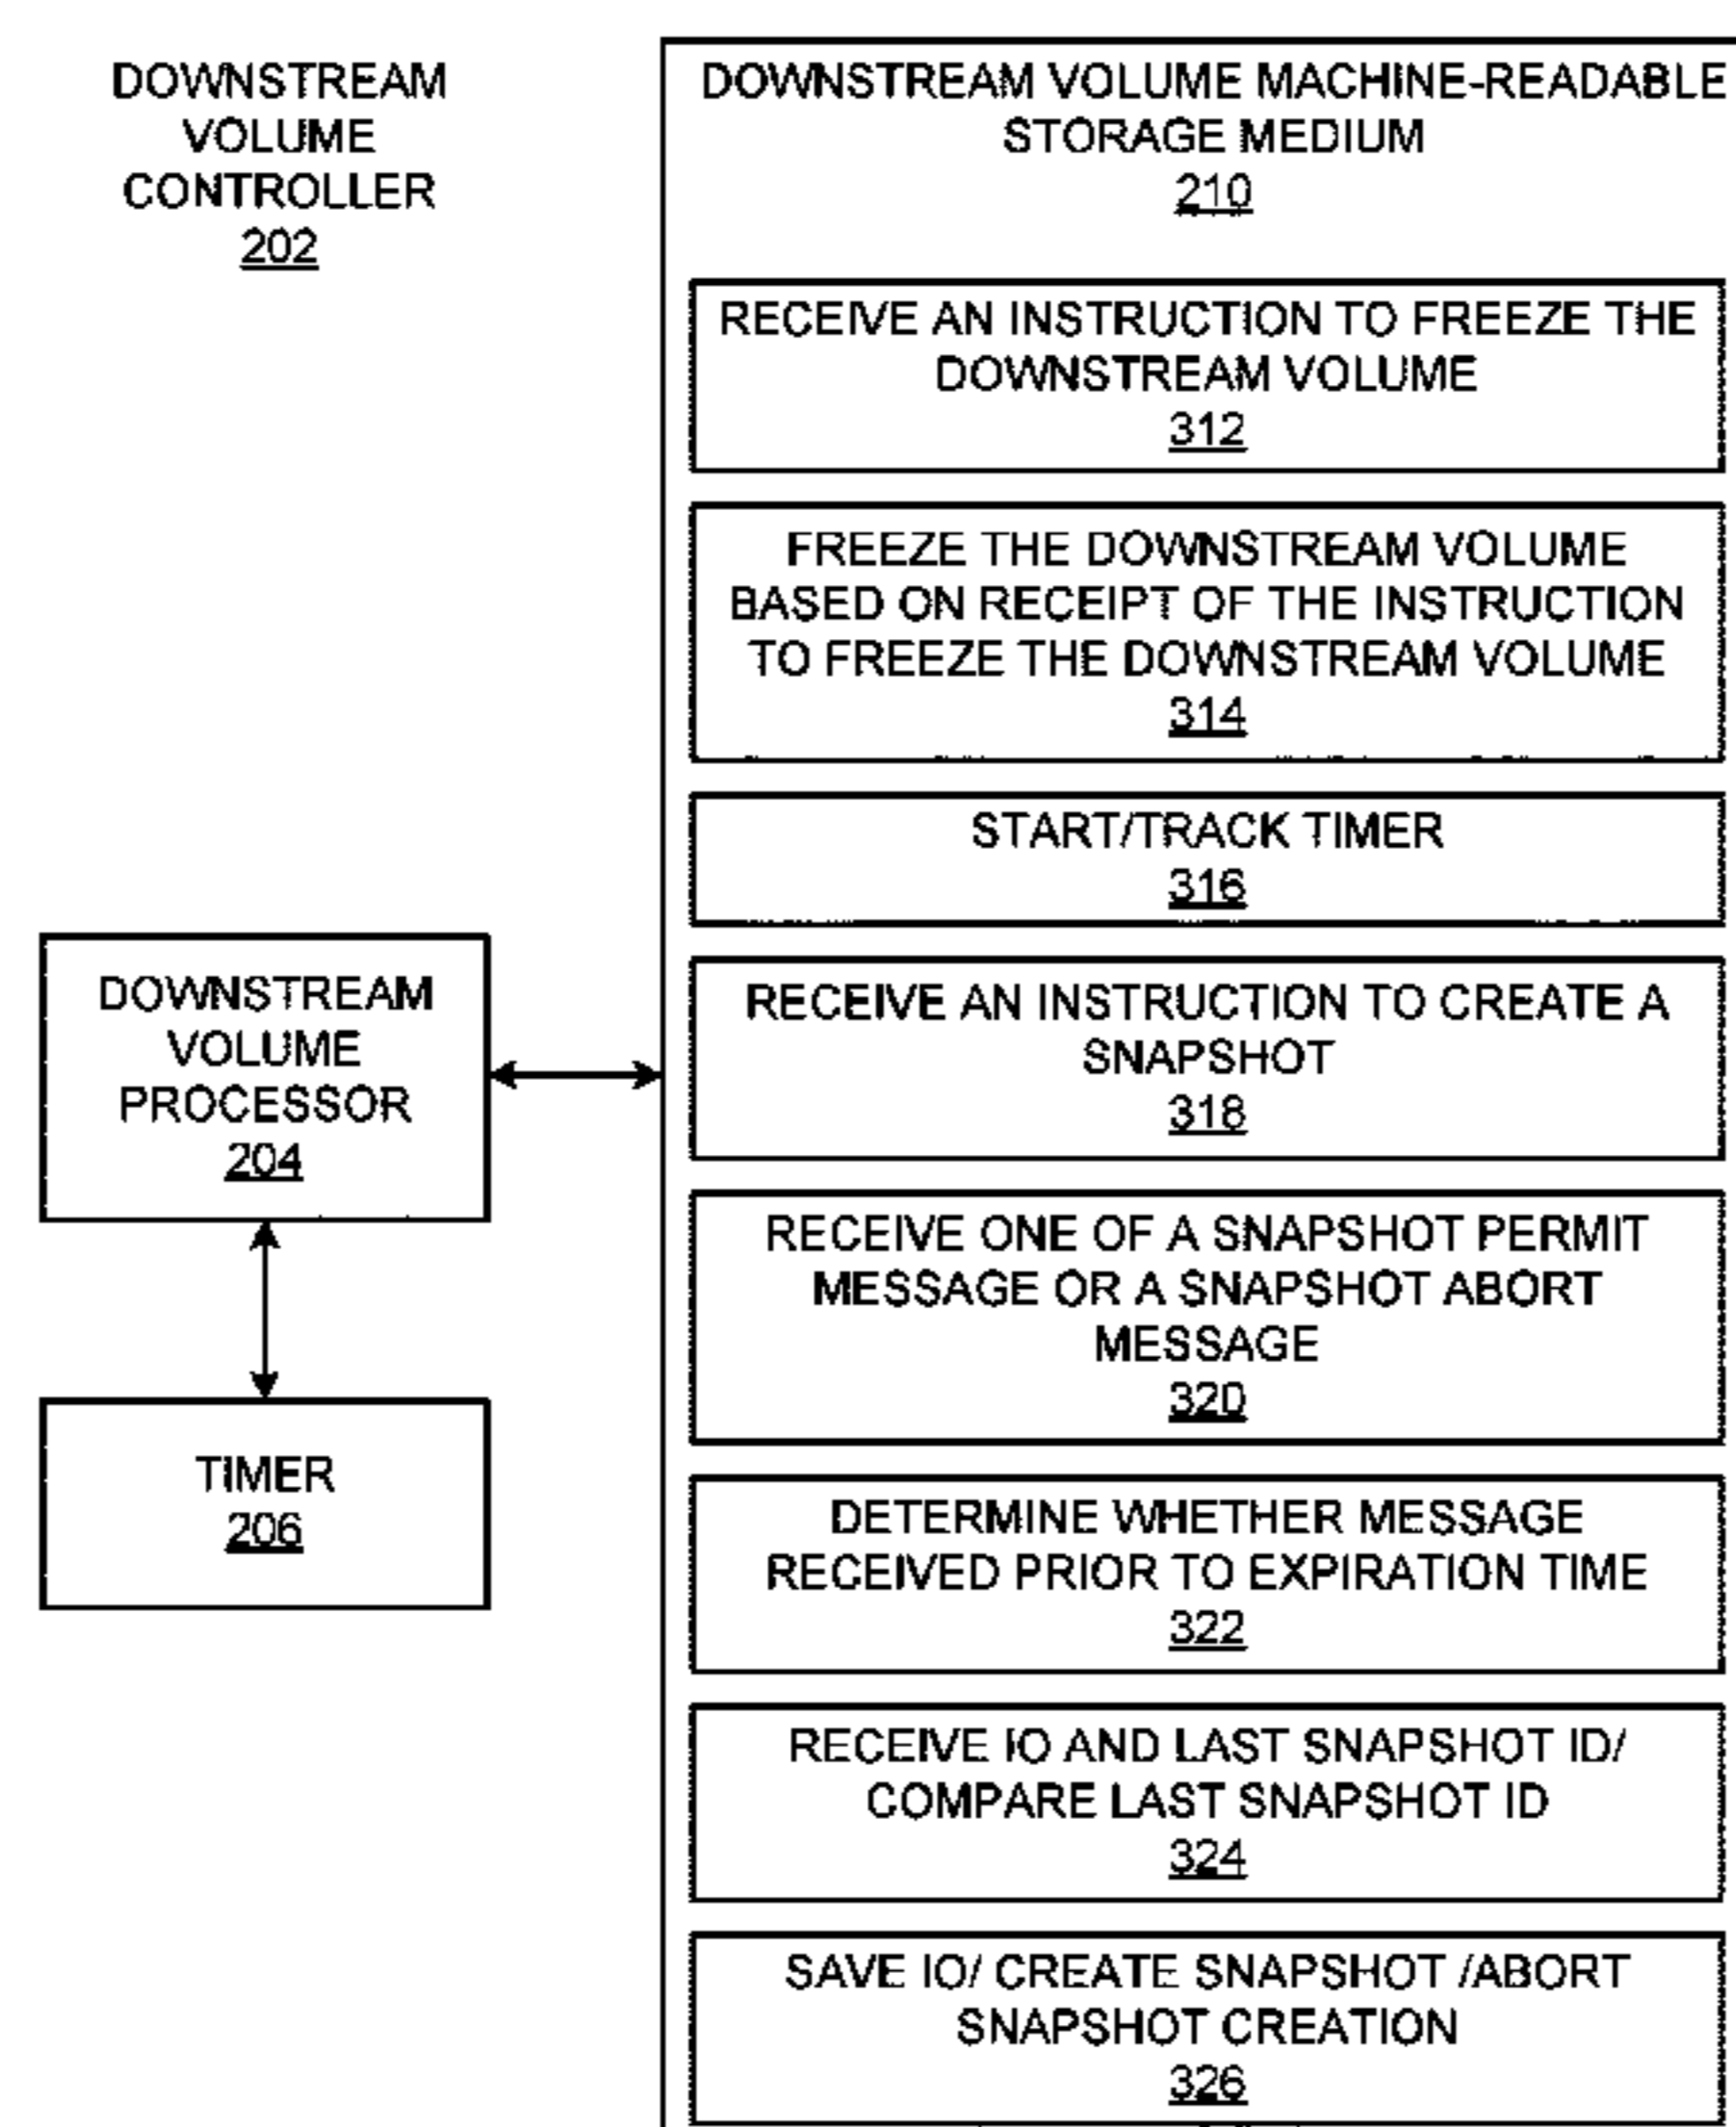 DOWNSTREAM
VOLUME
CONTROLLER
202
DOWNSTREAM VOLUME MACHINE-READABLE
STORAGE MEDIUM
210
RECEIVE AN INSTRUCTION TO FREEZE THE
DOWNSTREAM VOLUME
312
FREEZE THE DOWNSTREAM VOLUME
BASED ON RECEIPT OF THE INSTRUCTION
TO FREEZE THE DOWNSTREAM VOLUME
314
START/TRACK TIMER
316
DOWNSTREAM
VOLUME
PROCESSOR
204
RECEIVE AN INSTRUCTION TO CREATE A
SNAPSHOT
318
RECEIVE ONE OF A SNAPSHOT PERMIT
MESSAGE OR A SNAPSHOT ABORT
MESSAGE
320
TIMER
206
DETERMINE WHETHER MESSAGE
RECEIVED PRIOR TO EXPIRATION TIME
322
RECEIVE IO AND LAST SNAPSHOT ID/
COMPARE LAST SNAPSHOT ID
324
SAVE IO/ CREATE SNAPSHOT /ABORT
SNAPSHOT CREATION
326